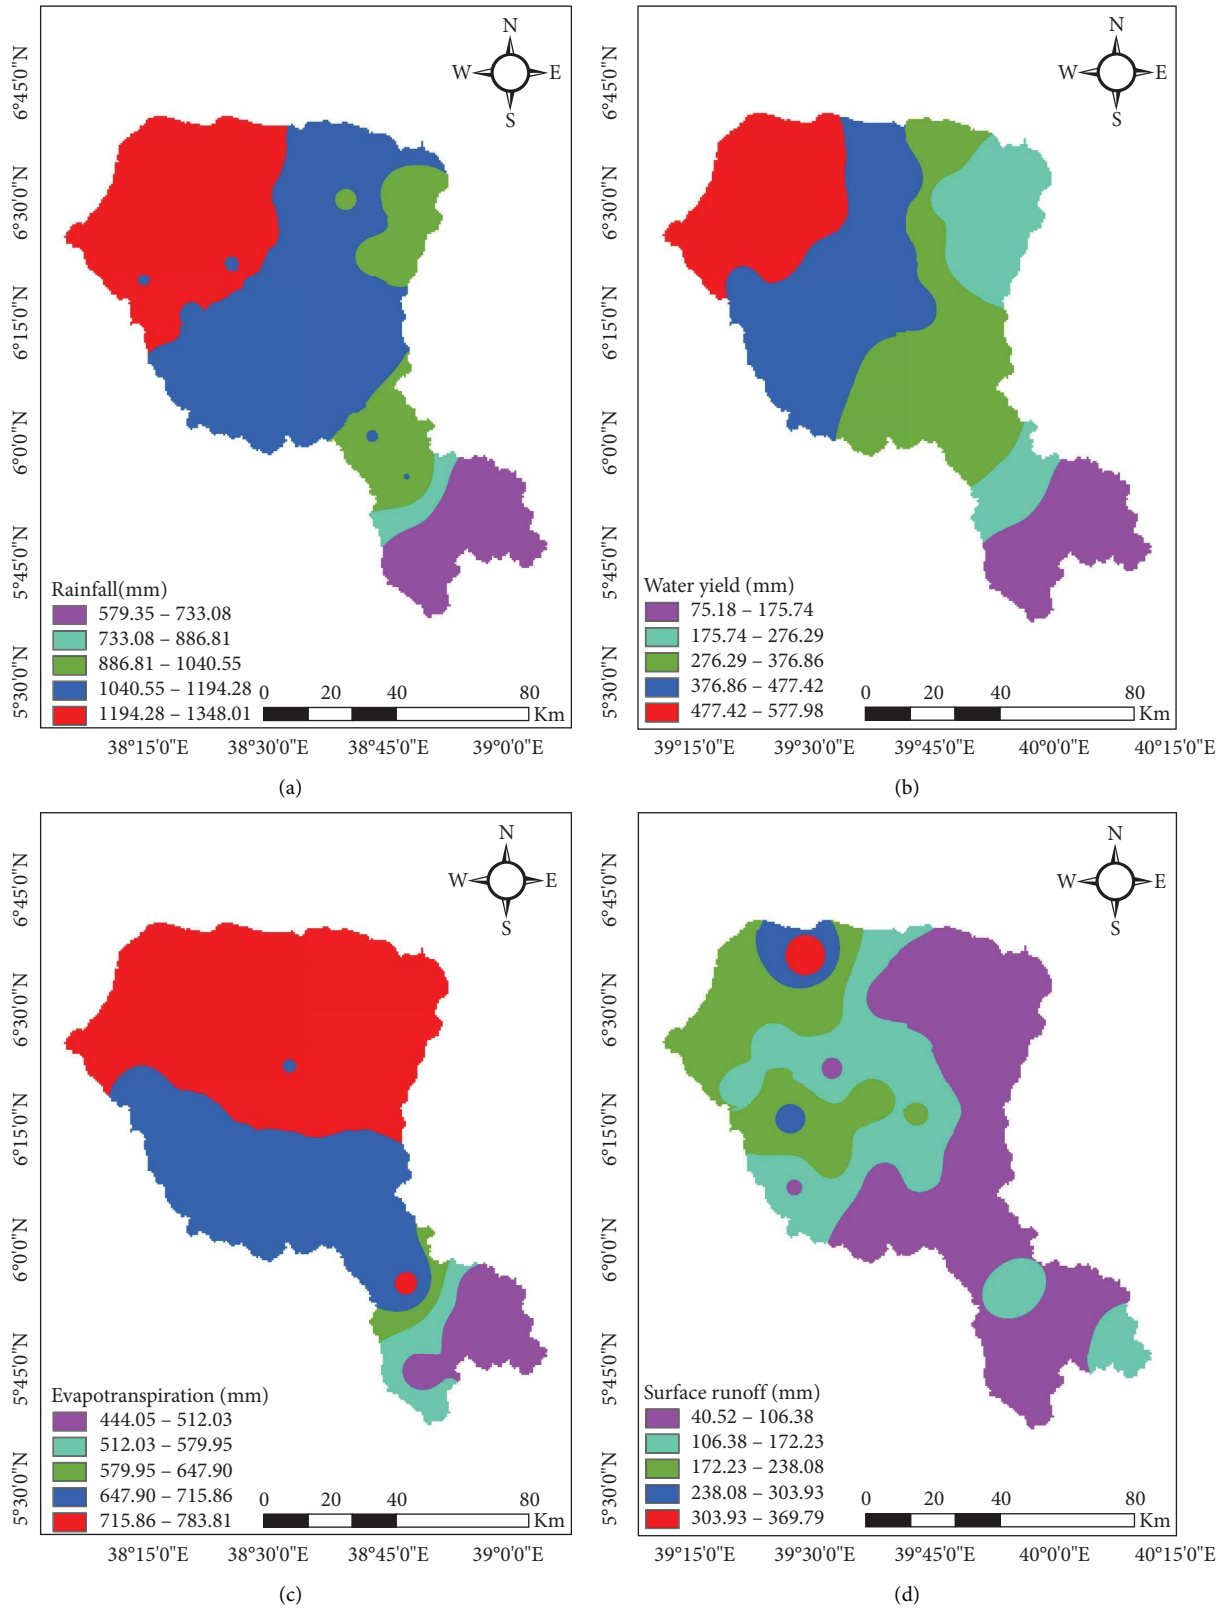 N
W E
S
6°45'0"N
6°30'0"N
6°15'0"N
6°0'0"N
5°45'0"N
5°30'0"N
Rainfall(mm)
579.35 – 733.08
733.08 – 886.81
886.81 – 1040.55
1040.55 – 1194.28
1194.28 – 1348.01
0 20 40 80
Km
38°15'0"E 38°30'0"E 38°45'0"E 39°0'0"E
(a)
N
W E
S
6°45'0"N
6°30'0"N
6°15'0"N
6°0'0"N
5°45'0"N
5°30'0"N
Water yield (mm)
75.18 – 175.74
175.74 – 276.29
276.29 – 376.86
376.86 – 477.42
477.42 – 577.98
0 20 40 80
Km
39°15'0"E 39°30'0"E 39°45'0"E 40°0'0"E 40°15'0"E
(b)
N
W E
S
6°45'0"N
6°30'0"N
6°15'0"N
6°0'0"N
5°45'0"N
5°30'0"N
Evapotranspiration (mm)
444.05 – 512.03
512.03 – 579.95
579.95 – 647.90
647.90 – 715.86
715.86 – 783.81
0 20 40 80
Km
38°15'0"E 38°30'0"E 38°45'0"E 39°0'0"E
(c)
N
W E
S
6°45'0"N
6°30'0"N
6°15'0"N
6°0'0"N
5°45'0"N
5°30'0"N
Surface runoff (mm)
40.52 – 106.38
106.38 – 172.23
172.23 – 238.08
238.08 – 303.93
303.93 – 369.79
0 20 40 80
Km
39°15'0"E 39°30'0"E 39°45'0"E 40°0'0"E 40°15'0"E
(d)